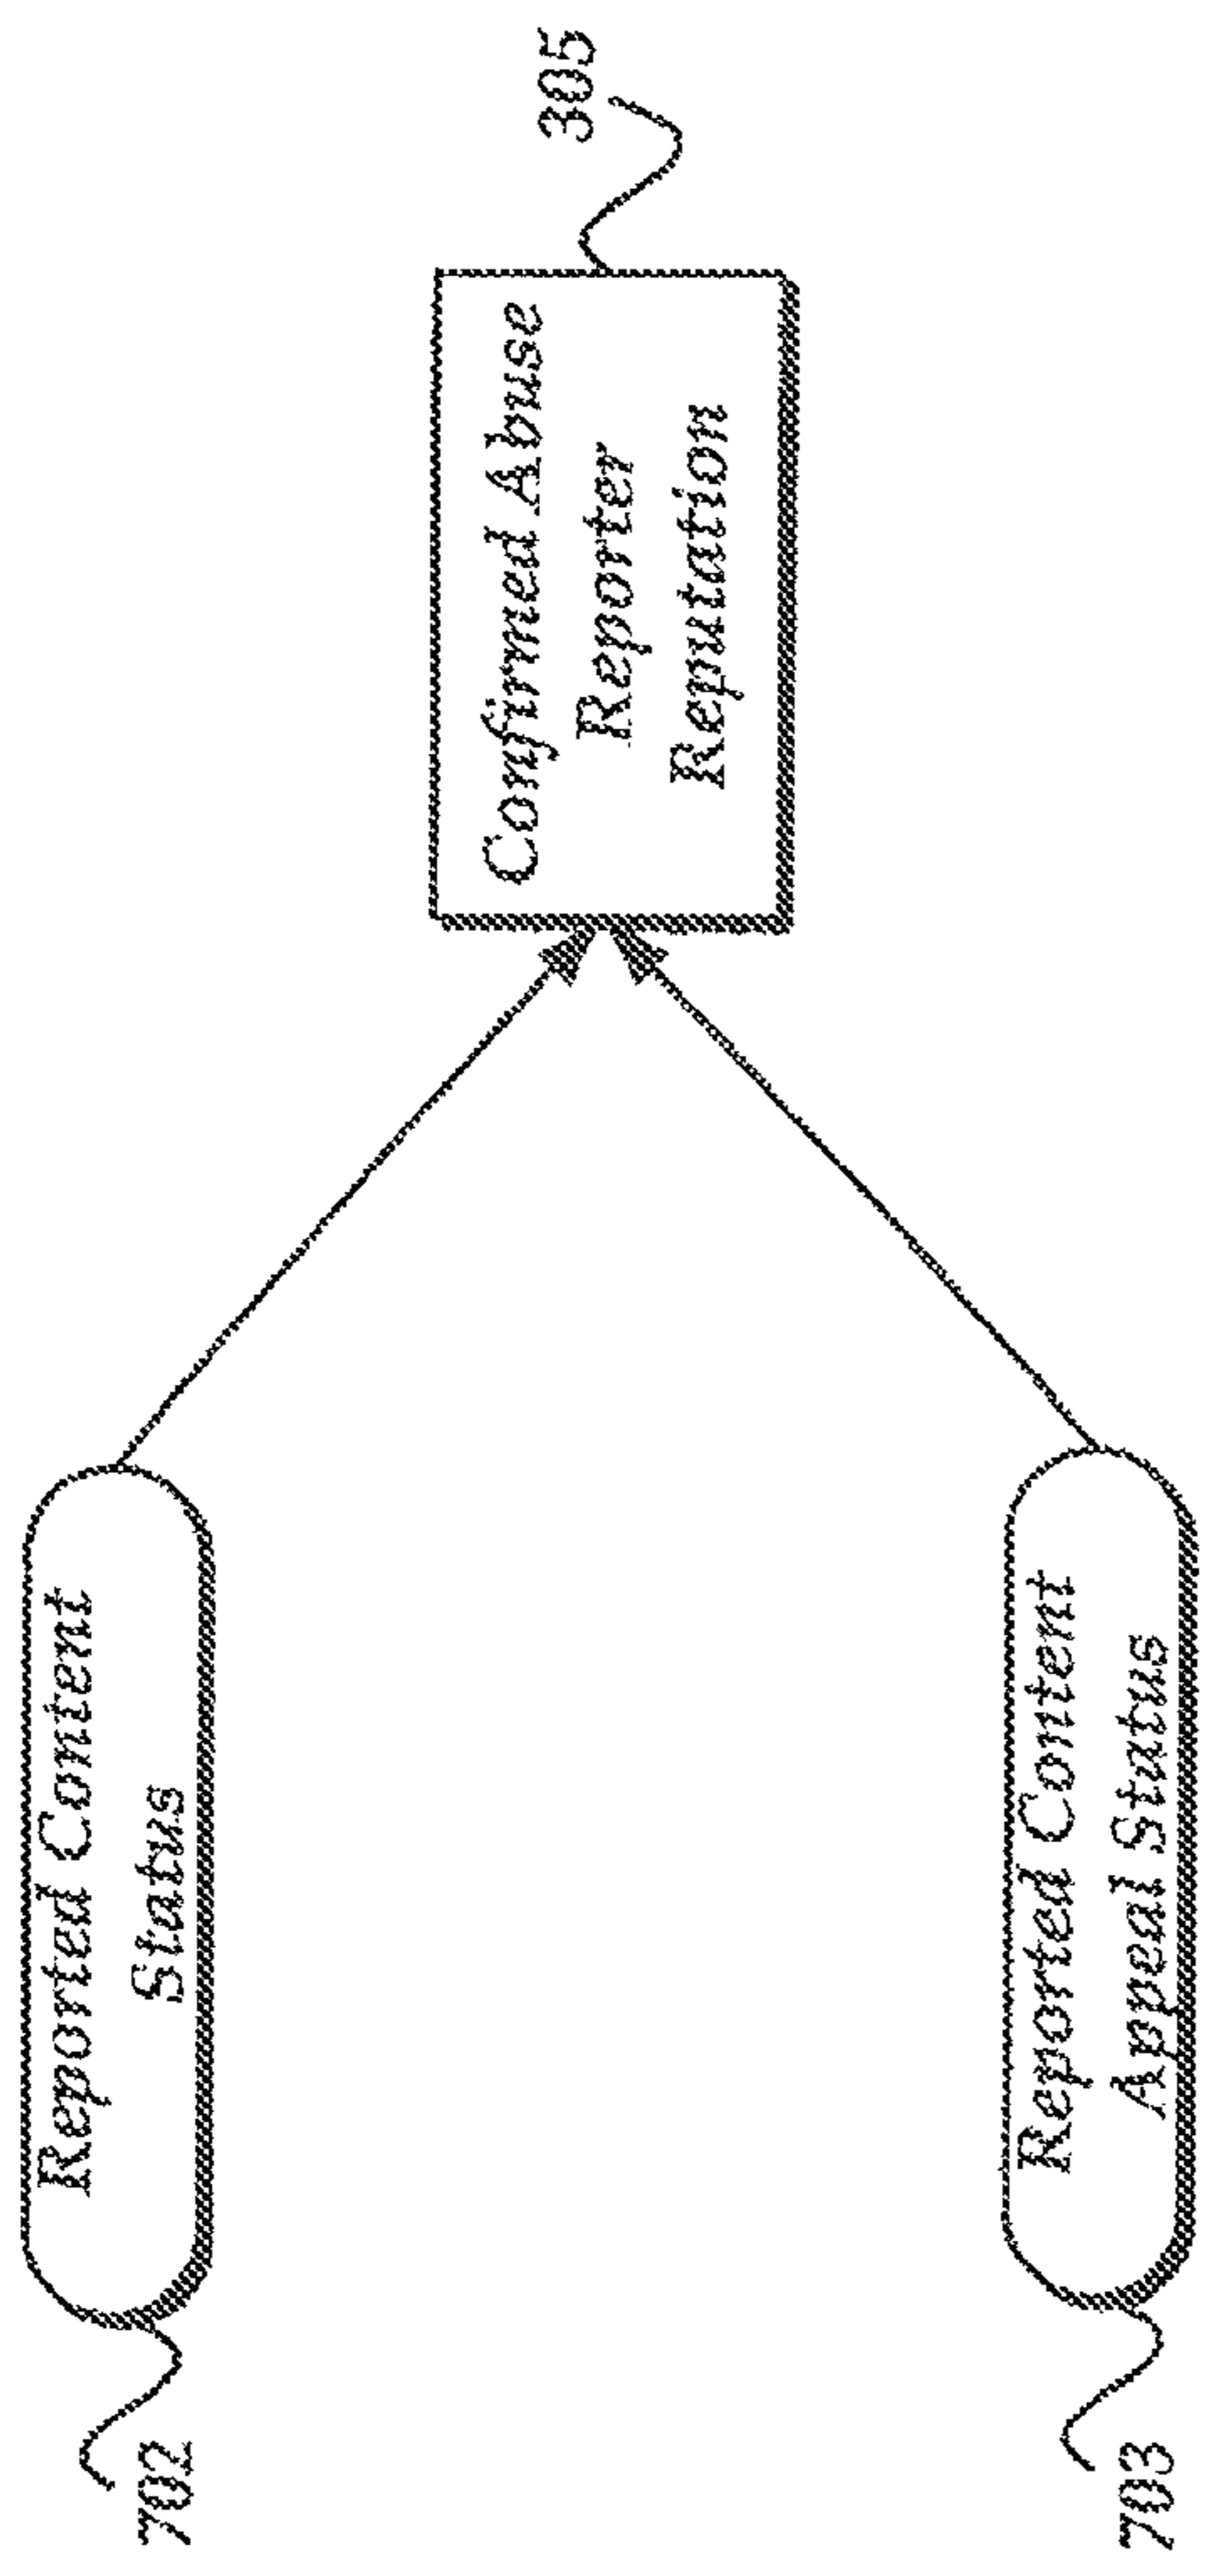 702
Reported Content
Status
305
Confirmed Abuse
Reporter
Reputation
703
Reported Content
Appeal Status